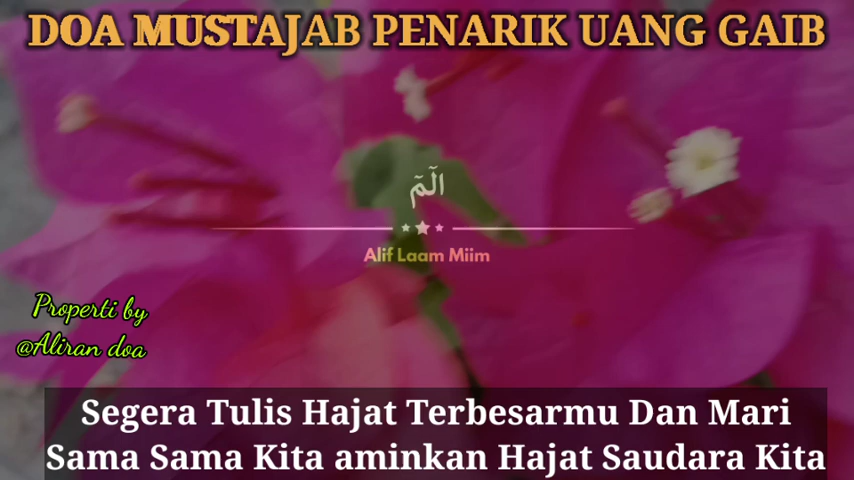 DOA MUSTAJAB PENARIK UANG GAIB
الٓمّٓ
Alif Laam Miim
Properti by
@Aliran doa
Segera Tulis Hajat Terbesarmu Dan Mari
Sama Sama Kita aminkan Hajat Saudara Kita